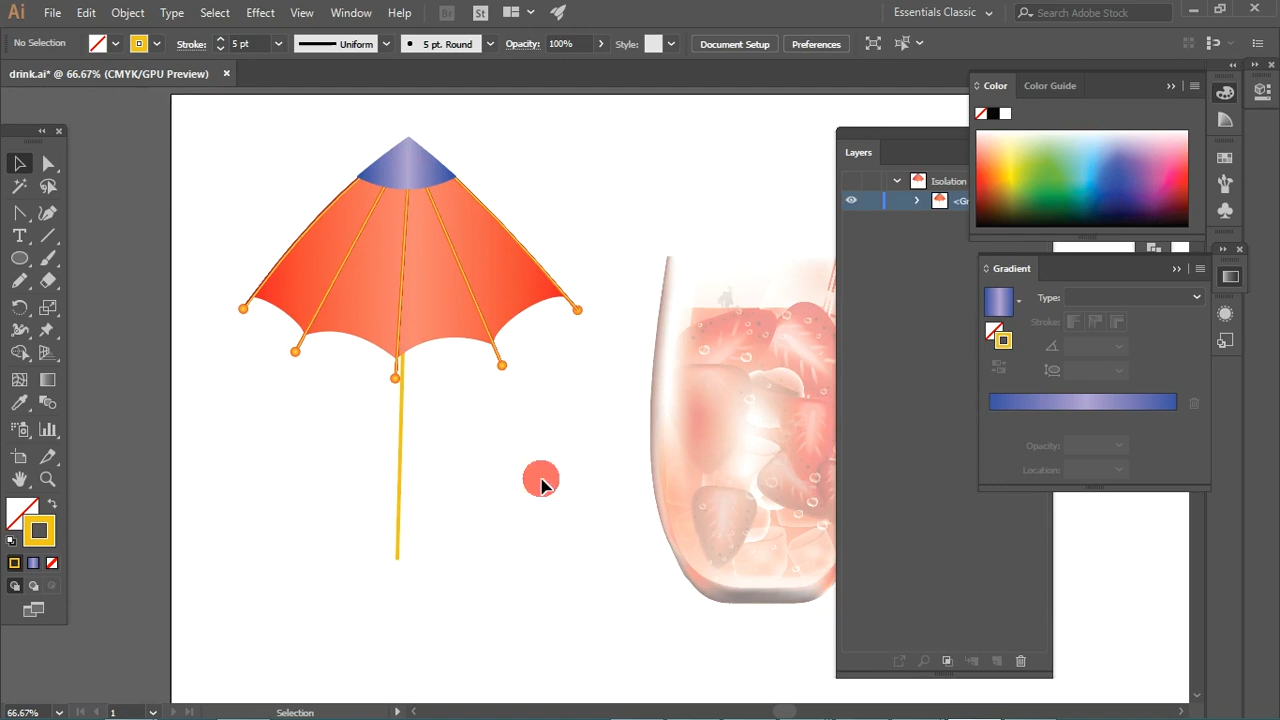 Ai File Edit Object Type Select Effect View Window Help Br St Essentials Classic Search Adobe Stock
No Selection Stroke: 5 pt Uniform 5 pt. Round Opacity: 100% Style: Document Setup Preferences
drink.ai* @ 66.67% (CMYK/GPU Preview)
Color Color Guide
Layers
Isolation
<Gr
Gradient
Type:
Stroke:
Opacity:
Location:
66.67% 1 Selection